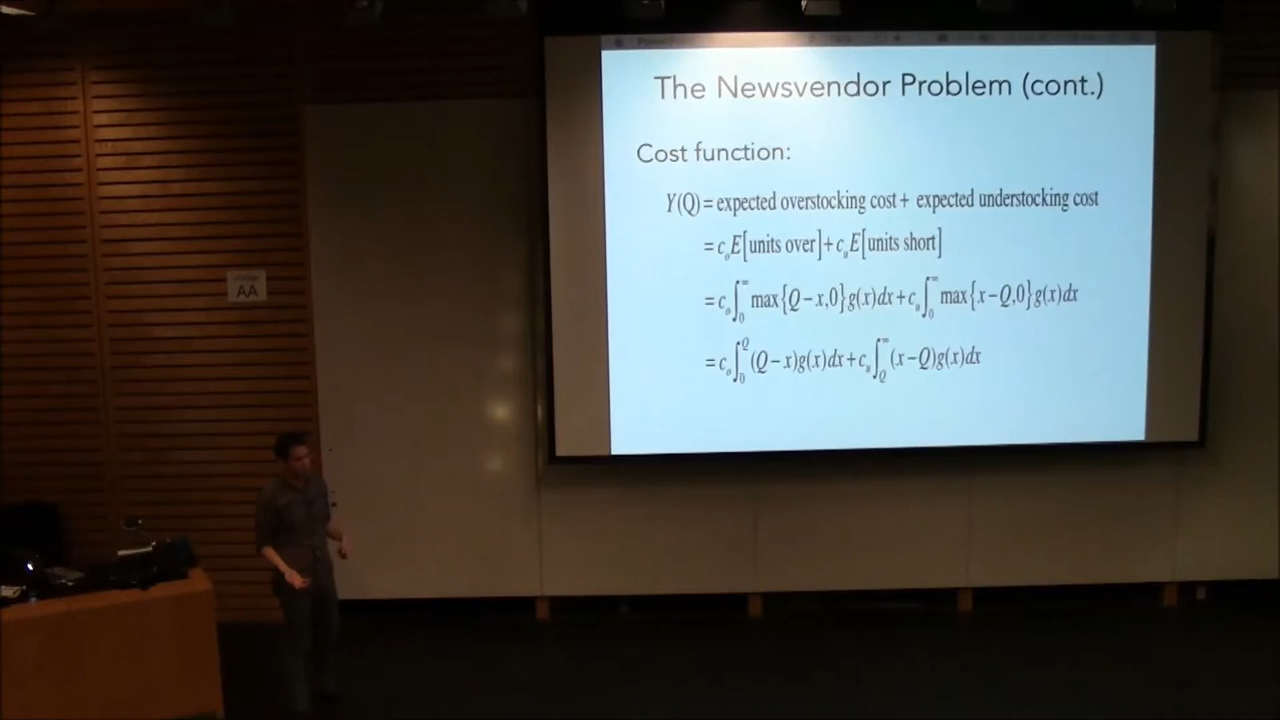 The Newsvendor Problem (cont.)
Cost function:
Y(Q) = expected overstocking cost + expected understocking cost
= c_o E[units over] + c_u E[units short]
= c_o ∫_0^∞ max{Q − x, 0} g(x)dx + c_u ∫_0^∞ max{x − Q, 0} g(x)dx
= c_o ∫_0^Q (Q − x)g(x)dx + c_u ∫_Q^∞ (x − Q)g(x)dx
AA